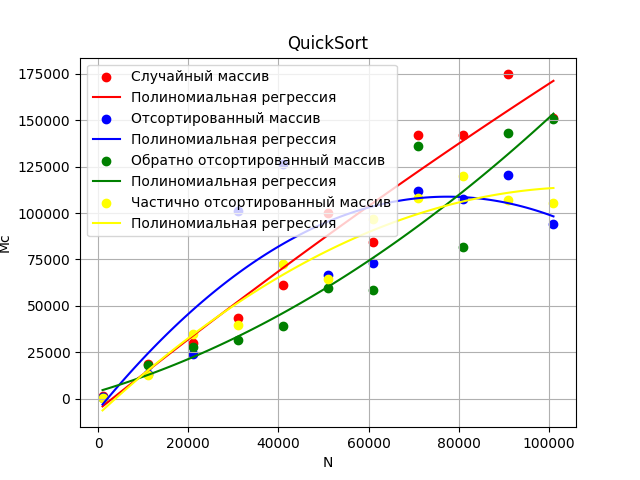 QuickSort
175000
150000
125000
100000
75000
50000
25000
0
Мс
Случайный массив
Полиномиальная регрессия
Отсортированный массив
Полиномиальная регрессия
Обратно отсортированный массив
Полиномиальная регрессия
Частично отсортированный массив
Полиномиальная регрессия
0 20000 40000 60000 80000 100000
N